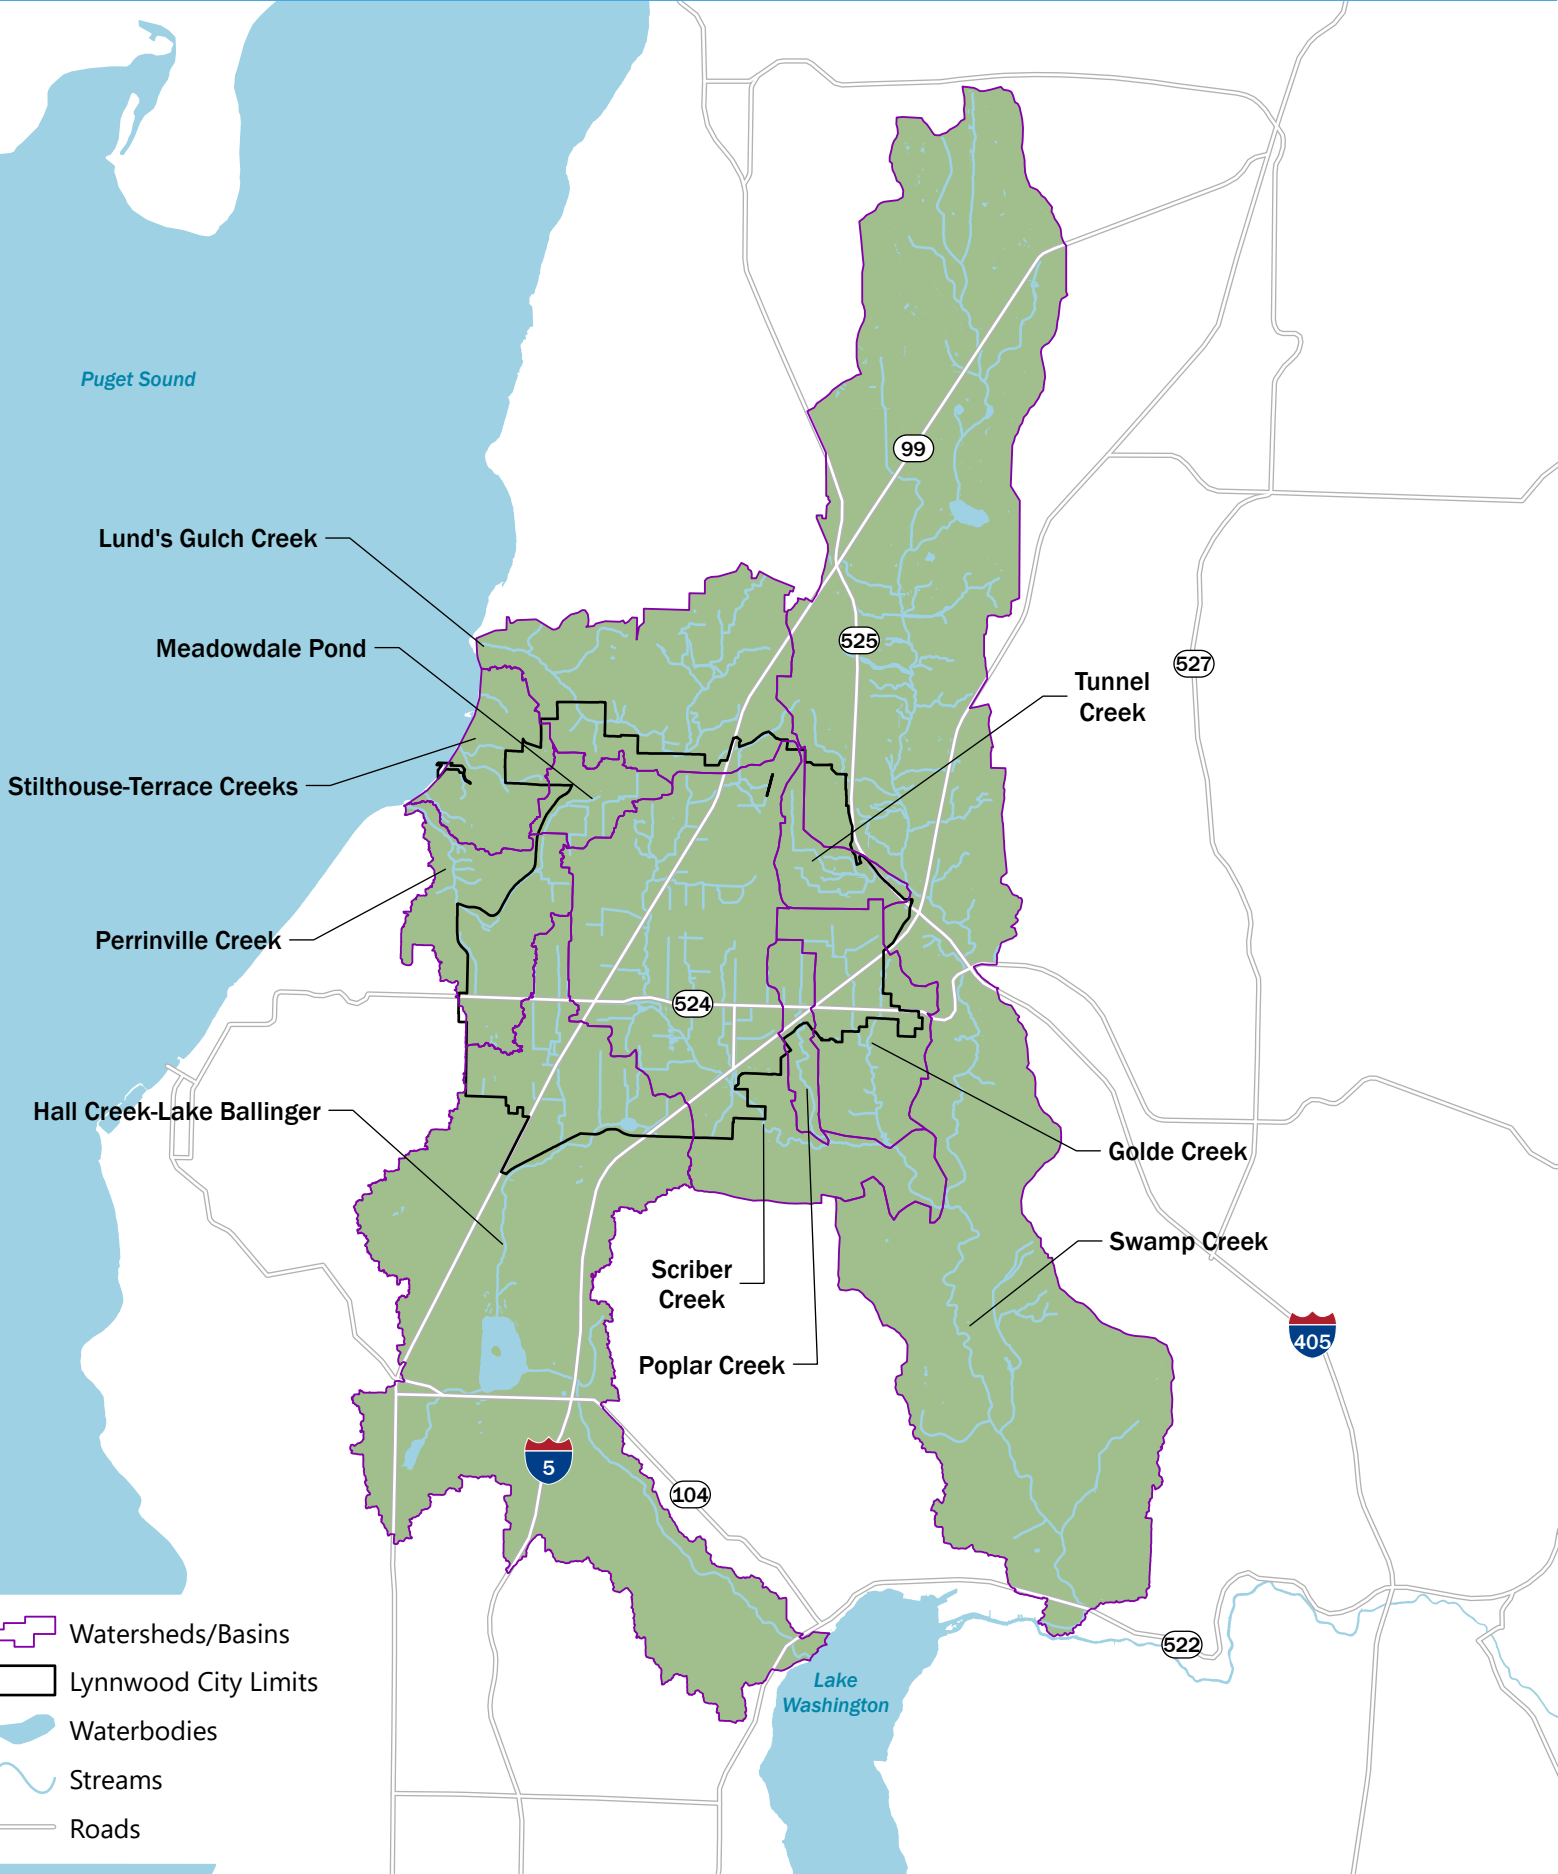 Puget Sound
99
Lund's Gulch Creek
Meadowdale Pond
525
527
Tunnel
Creek
Stilthouse-Terrace Creeks
Perrinville Creek
524
Hall Creek-Lake Ballinger
Golde Creek
Swamp Creek
Scriber
Creek
Poplar Creek
405
5
104
522
Lake
Washington
Watersheds/Basins
Lynnwood City Limits
Waterbodies
Streams
Roads